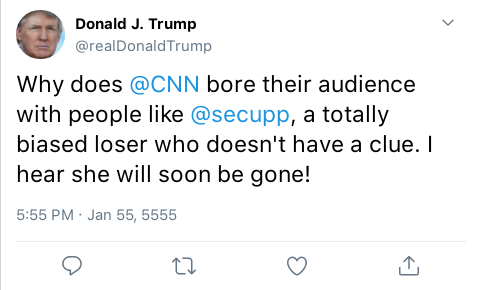 Donald J. Trump
@realDonaldTrump
Why does @CNN bore their audience
with people like @secupp, a totally
biased loser who doesn't have a clue. I
hear she will soon be gone!
5:55 PM · Jan 55, 5555